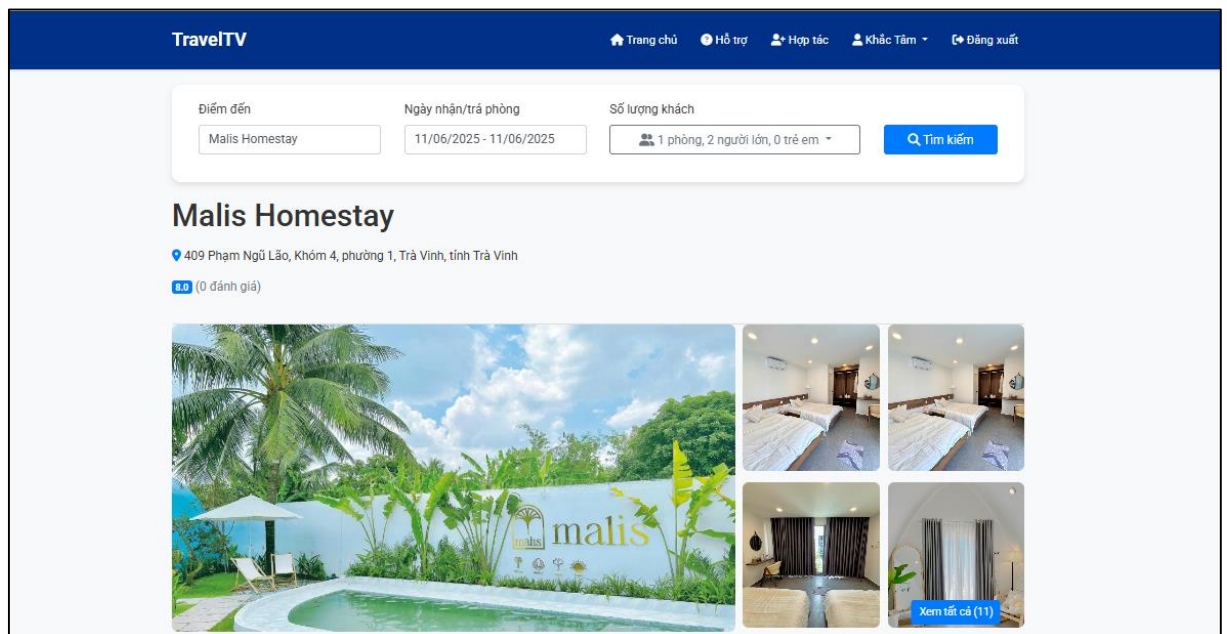 TravelTV
Trang chủ
Hỗ trợ
Hợp tác
Khắc Tâm
Đăng xuất
Điểm đến
Ngày nhận/trả phòng
Số lượng khách
Malis Homestay
11/06/2025 - 11/06/2025
1 phòng, 2 người lớn, 0 trẻ em
Tìm kiếm
Malis Homestay
409 Phạm Ngũ Lão, Khóm 4, phường 1, Trà Vinh, tỉnh Trà Vinh
8.0 (0 đánh giá)
malis
malis
Xem tất cả (11)